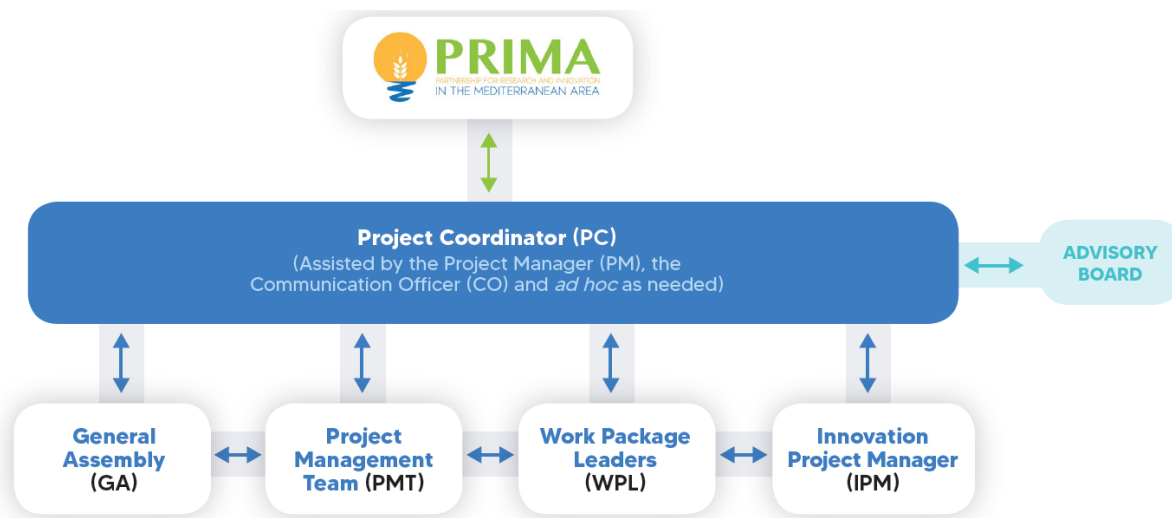 PRIMA
PARTNERSHIP FOR RESEARCH AND INNOVATION
IN THE MEDITERRANEAN AREA
Project Coordinator (PC)
(Assisted by the Project Manager (PM), the
Communication Officer (CO) and ad hoc as needed)
ADVISORY
BOARD
General
Assembly
(GA)
Project
Management
Team (PMT)
Work Package
Leaders
(WPL)
Innovation
Project Manager
(IPM)